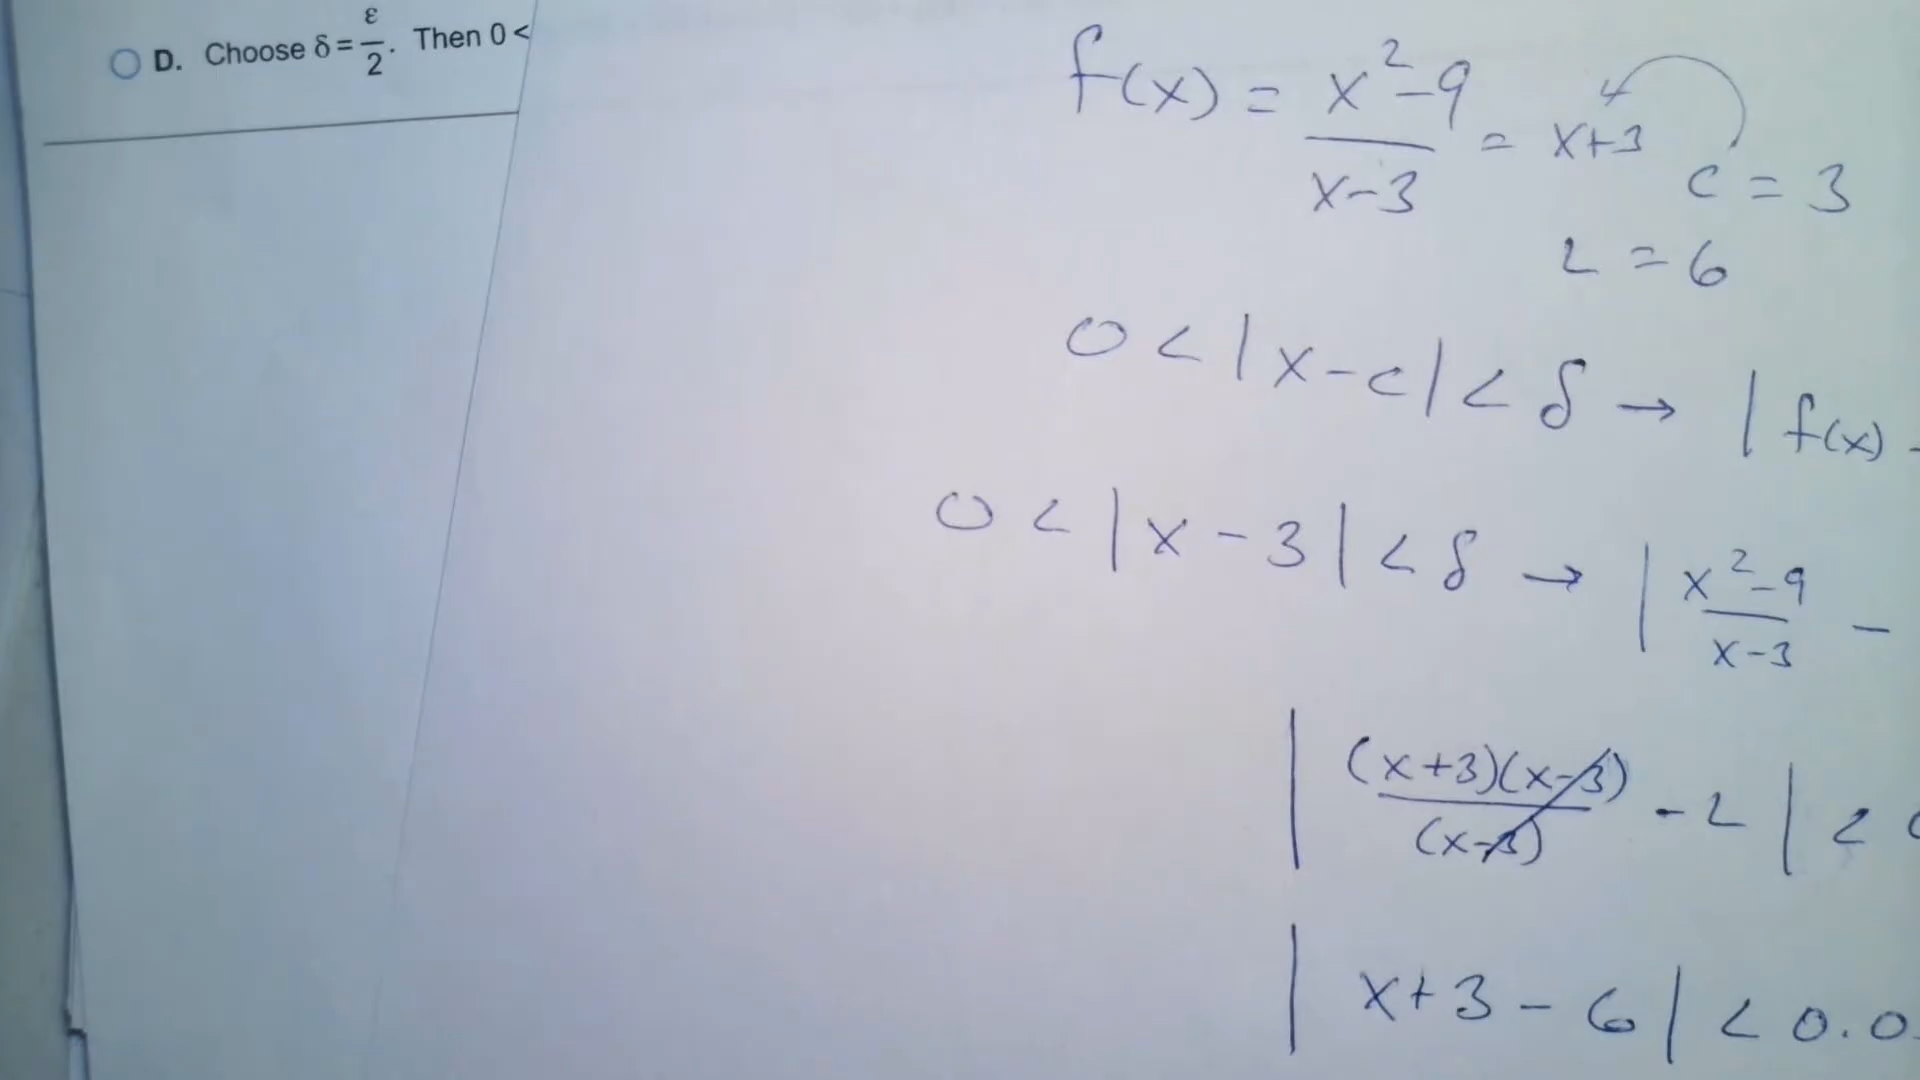 D. Choose δ = ε/2. Then 0 <
f(x) = x²-9 / x-3 = x+3
c = 3
L = 6
0 < |x-c| < δ → |f(x) -
0 < |x-3| < δ → | x²-9 / x-3 -
| (x+3)(x-3) / (x-3) - L | <
| x+3-6 | < 0.0